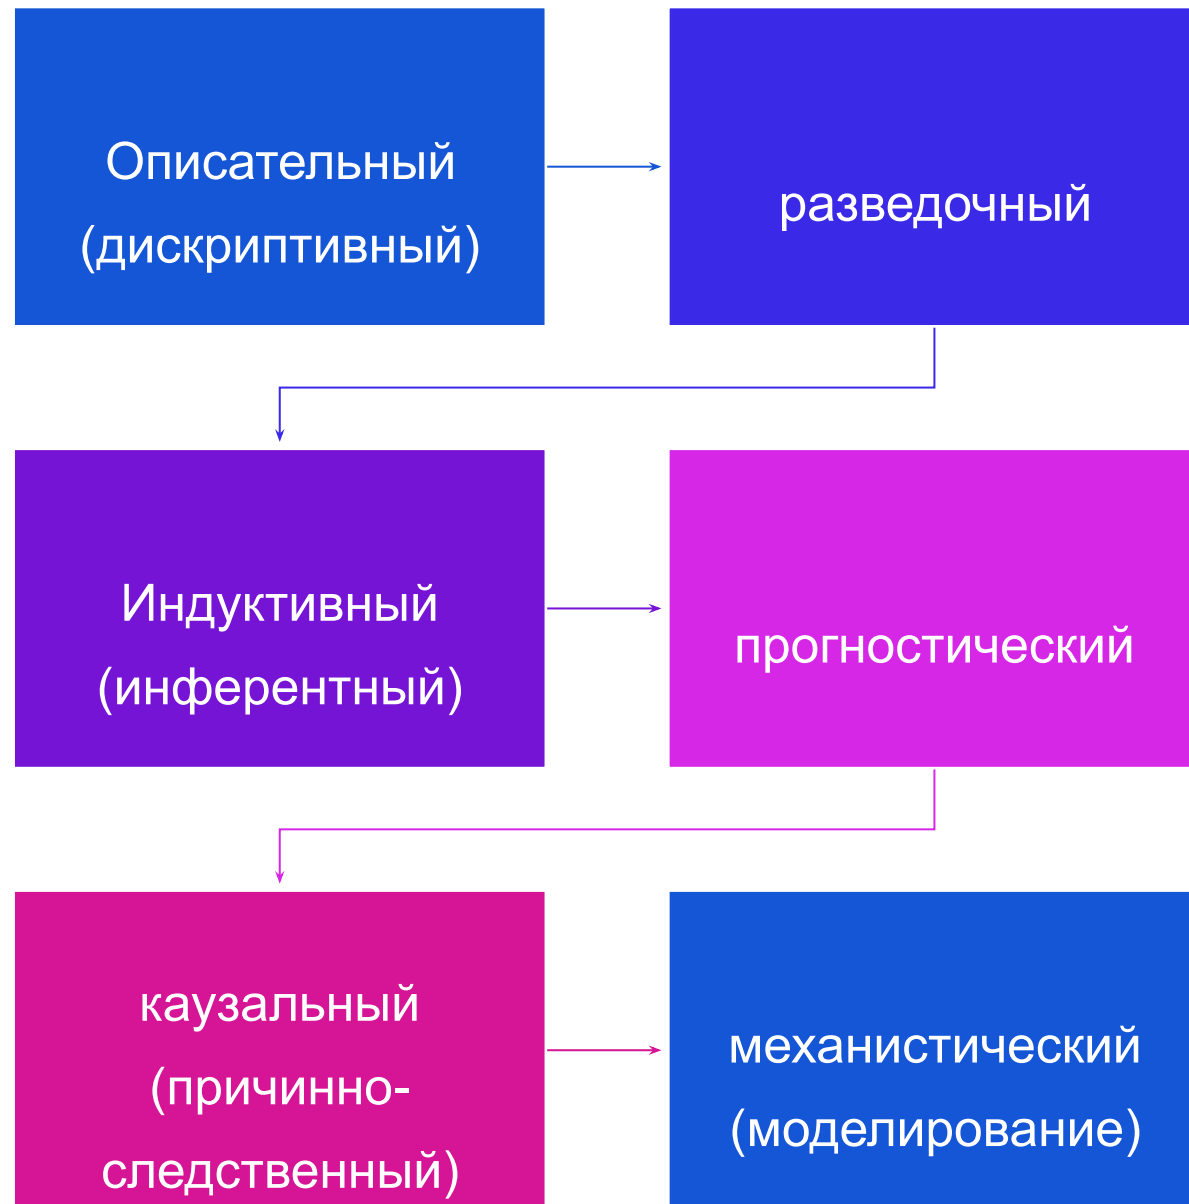 Описательный
(дискриптивный)
разведочный
Индуктивный
(инферентный)
прогностический
каузальный
(причинно-
следственный)
механистический
(моделирование)